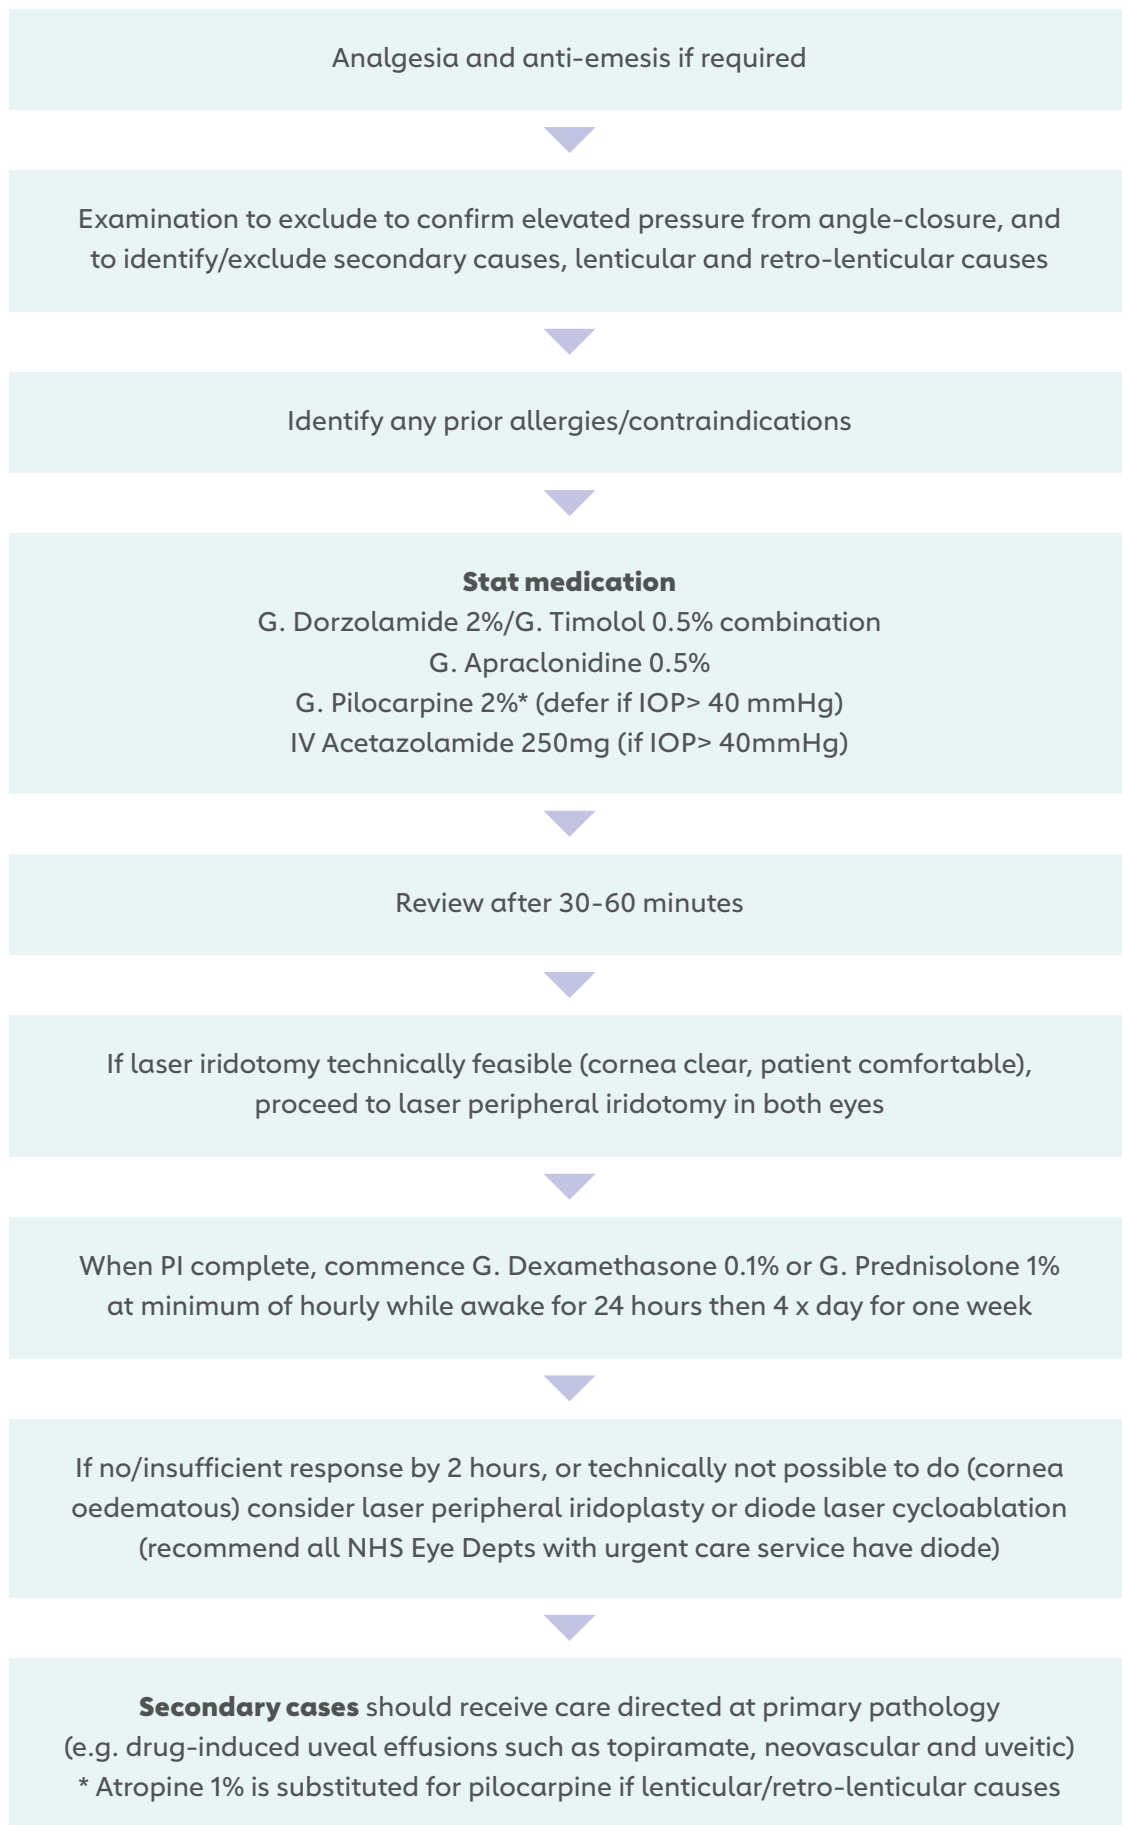 Analgesia and anti-emesis if required
Examination to exclude to confirm elevated pressure from angle-closure, and
to identify/exclude secondary causes, lenticular and retro-lenticular causes
Identify any prior allergies/contraindications
Stat medication
G. Dorzolamide 2%/G. Timolol 0.5% combination
G. Apraclonidine 0.5%
G. Pilocarpine 2%* (defer if IOP> 40 mmHg)
IV Acetazolamide 250mg (if IOP> 40mmHg)
Review after 30-60 minutes
If laser iridotomy technically feasible (cornea clear, patient comfortable),
proceed to laser peripheral iridotomy in both eyes
When PI complete, commence G. Dexamethasone 0.1% or G. Prednisolone 1%
at minimum of hourly while awake for 24 hours then 4 x day for one week
If no/insufficient response by 2 hours, or technically not possible to do (cornea
oedematous) consider laser peripheral iridoplasty or diode laser cycloablation
(recommend all NHS Eye Depts with urgent care service have diode)
Secondary cases should receive care directed at primary pathology
(e.g. drug-induced uveal effusions such as topiramate, neovascular and uveitic)
* Atropine 1% is substituted for pilocarpine if lenticular/retro-lenticular causes